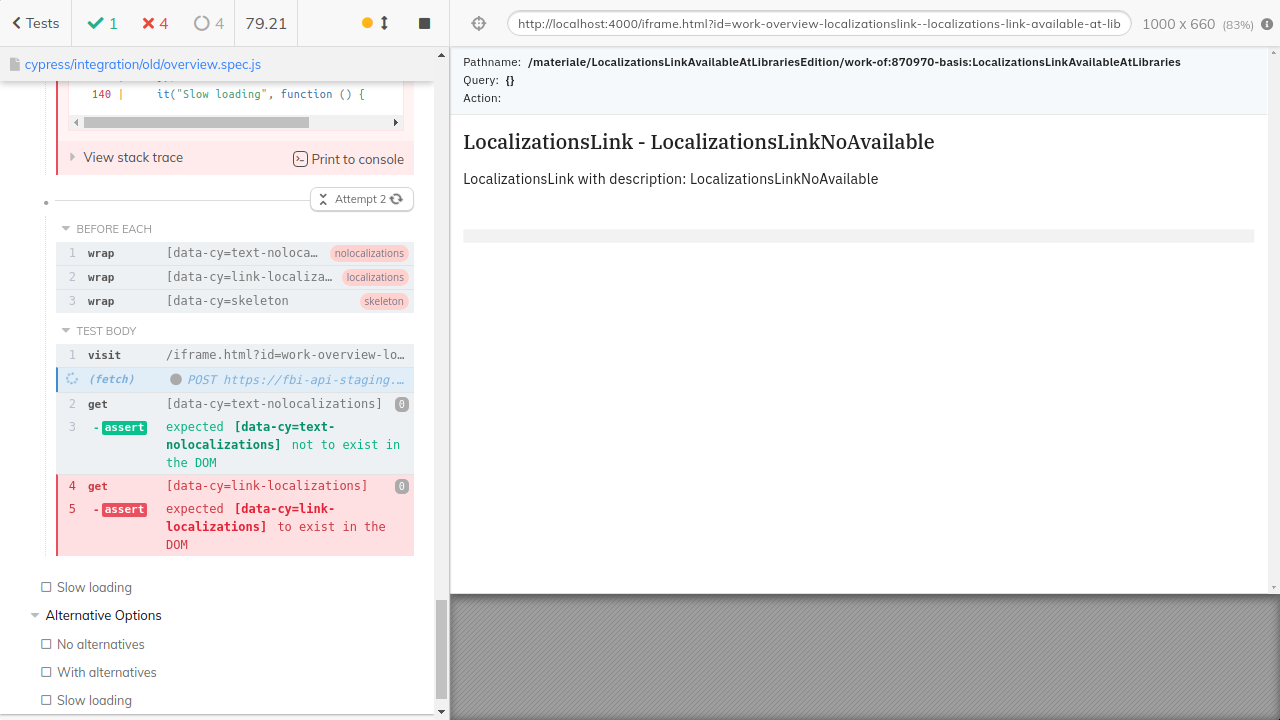 Tests
1
4
4
79.21
cypress/integration/old/overview.spec.js
140 | it("Slow loading", function () {
View stack trace
Print to console
Attempt 2
BEFORE EACH
1 wrap [data-cy=text-noloca… nolocalizations
2 wrap [data-cy=link-localiza… localizations
3 wrap [data-cy=skeleton skeleton
TEST BODY
1 visit /iframe.html?id=work-overview-lo…
(fetch) POST https://fbi-api-staging.…
2 get [data-cy=text-nolocalizations] 0
3 -assert expected [data-cy=text-
nolocalizations] not to exist in
the DOM
4 get [data-cy=link-localizations] 0
5 -assert expected [data-cy=link-
localizations] to exist in the
DOM
Slow loading
Alternative Options
No alternatives
With alternatives
Slow loading
http://localhost:4000/iframe.html?id=work-overview-locationslink--localizations-link-available-at-lib
1000 x 660 (83%)
Pathname: /materiale/LocalizationsLinkAvailableAtLibrariesEdition/work-of:870970-basis:LocalizationsLinkAvailableAtLibraries
Query: {}
Action:
LocalizationsLink - LocalizationsLinkNoAvailable
LocalizationsLink with description: LocalizationsLinkNoAvailable